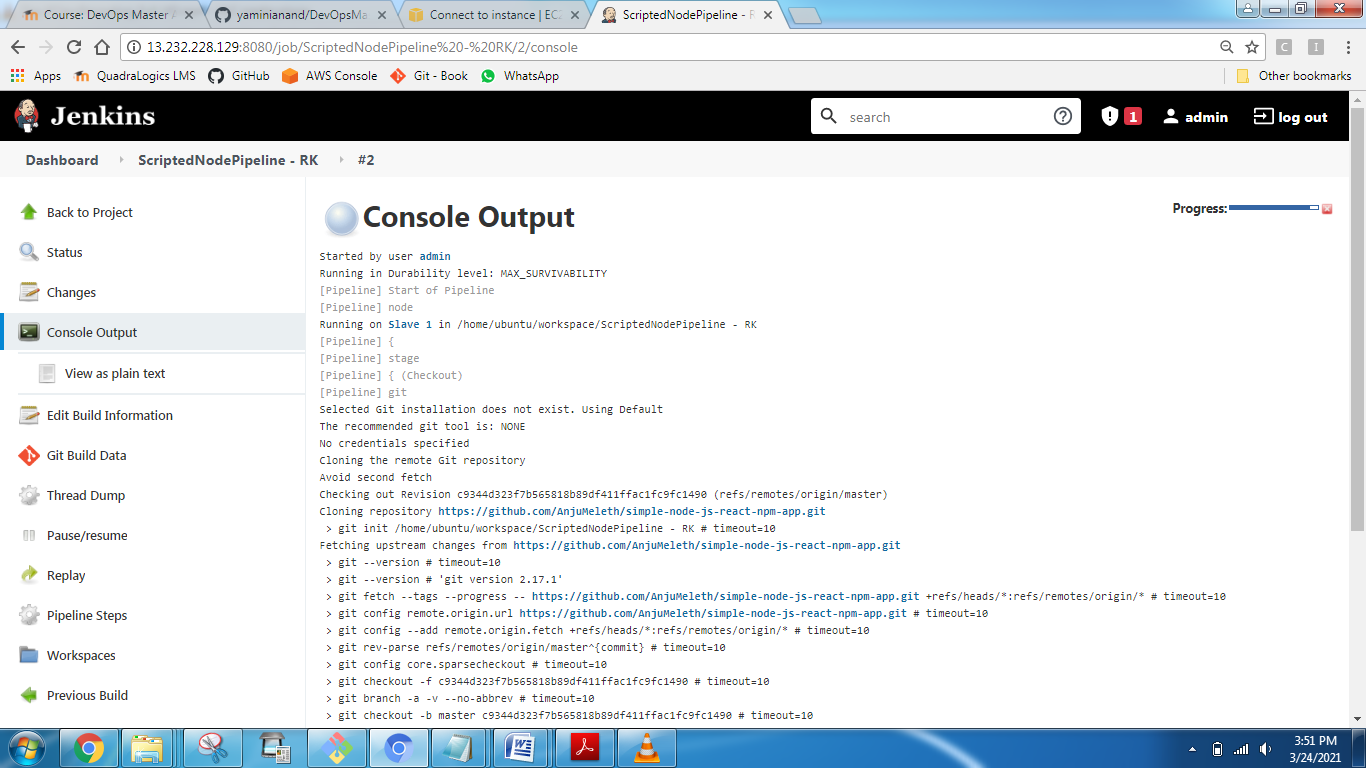 Course: DevOps Master A
yaminianand/DevOpsMa
Connect to instance | EC2
ScriptedNodePipeline - R
13.232.228.129:8080/job/ScriptedNodePipeline%20-%20RK/2/console
Apps
QuadraLogics LMS
GitHub
AWS Console
Git - Book
WhatsApp
Other bookmarks
Jenkins
search
1
admin
log out
Dashboard
ScriptedNodePipeline - RK
#2
Back to Project
Status
Changes
Console Output
View as plain text
Edit Build Information
Git Build Data
Thread Dump
Pause/resume
Replay
Pipeline Steps
Workspaces
Previous Build
Console Output
Progress:
Started by user admin
Running in Durability level: MAX_SURVIVABILITY
[Pipeline] Start of Pipeline
[Pipeline] node
Running on Slave 1 in /home/ubuntu/workspace/ScriptedNodePipeline - RK
[Pipeline] {
[Pipeline] stage
[Pipeline] { (Checkout)
[Pipeline] git
Selected Git installation does not exist. Using Default
The recommended git tool is: NONE
No credentials specified
Cloning the remote Git repository
Avoid second fetch
Checking out Revision c9344d323f7b565818b89df411ffac1fc9fc1490 (refs/remotes/origin/master)
Cloning repository https://github.com/AnjuMeleth/simple-node-js-react-npm-app.git
> git init /home/ubuntu/workspace/ScriptedNodePipeline - RK # timeout=10
Fetching upstream changes from https://github.com/AnjuMeleth/simple-node-js-react-npm-app.git
> git --version # timeout=10
> git --version # 'git version 2.17.1'
> git fetch --tags --progress -- https://github.com/AnjuMeleth/simple-node-js-react-npm-app.git +refs/heads/*:refs/remotes/origin/* # timeout=10
> git config remote.origin.url https://github.com/AnjuMeleth/simple-node-js-react-npm-app.git # timeout=10
> git config --add remote.origin.fetch +refs/heads/*:refs/remotes/origin/* # timeout=10
> git rev-parse refs/remotes/origin/master^{commit} # timeout=10
> git config core.sparsecheckout # timeout=10
> git checkout -f c9344d323f7b565818b89df411ffac1fc9fc1490 # timeout=10
> git branch -a -v --no-abbrev # timeout=10
> git checkout -b master c9344d323f7b565818b89df411ffac1fc9fc1490 # timeout=10
3:51 PM
3/24/2021